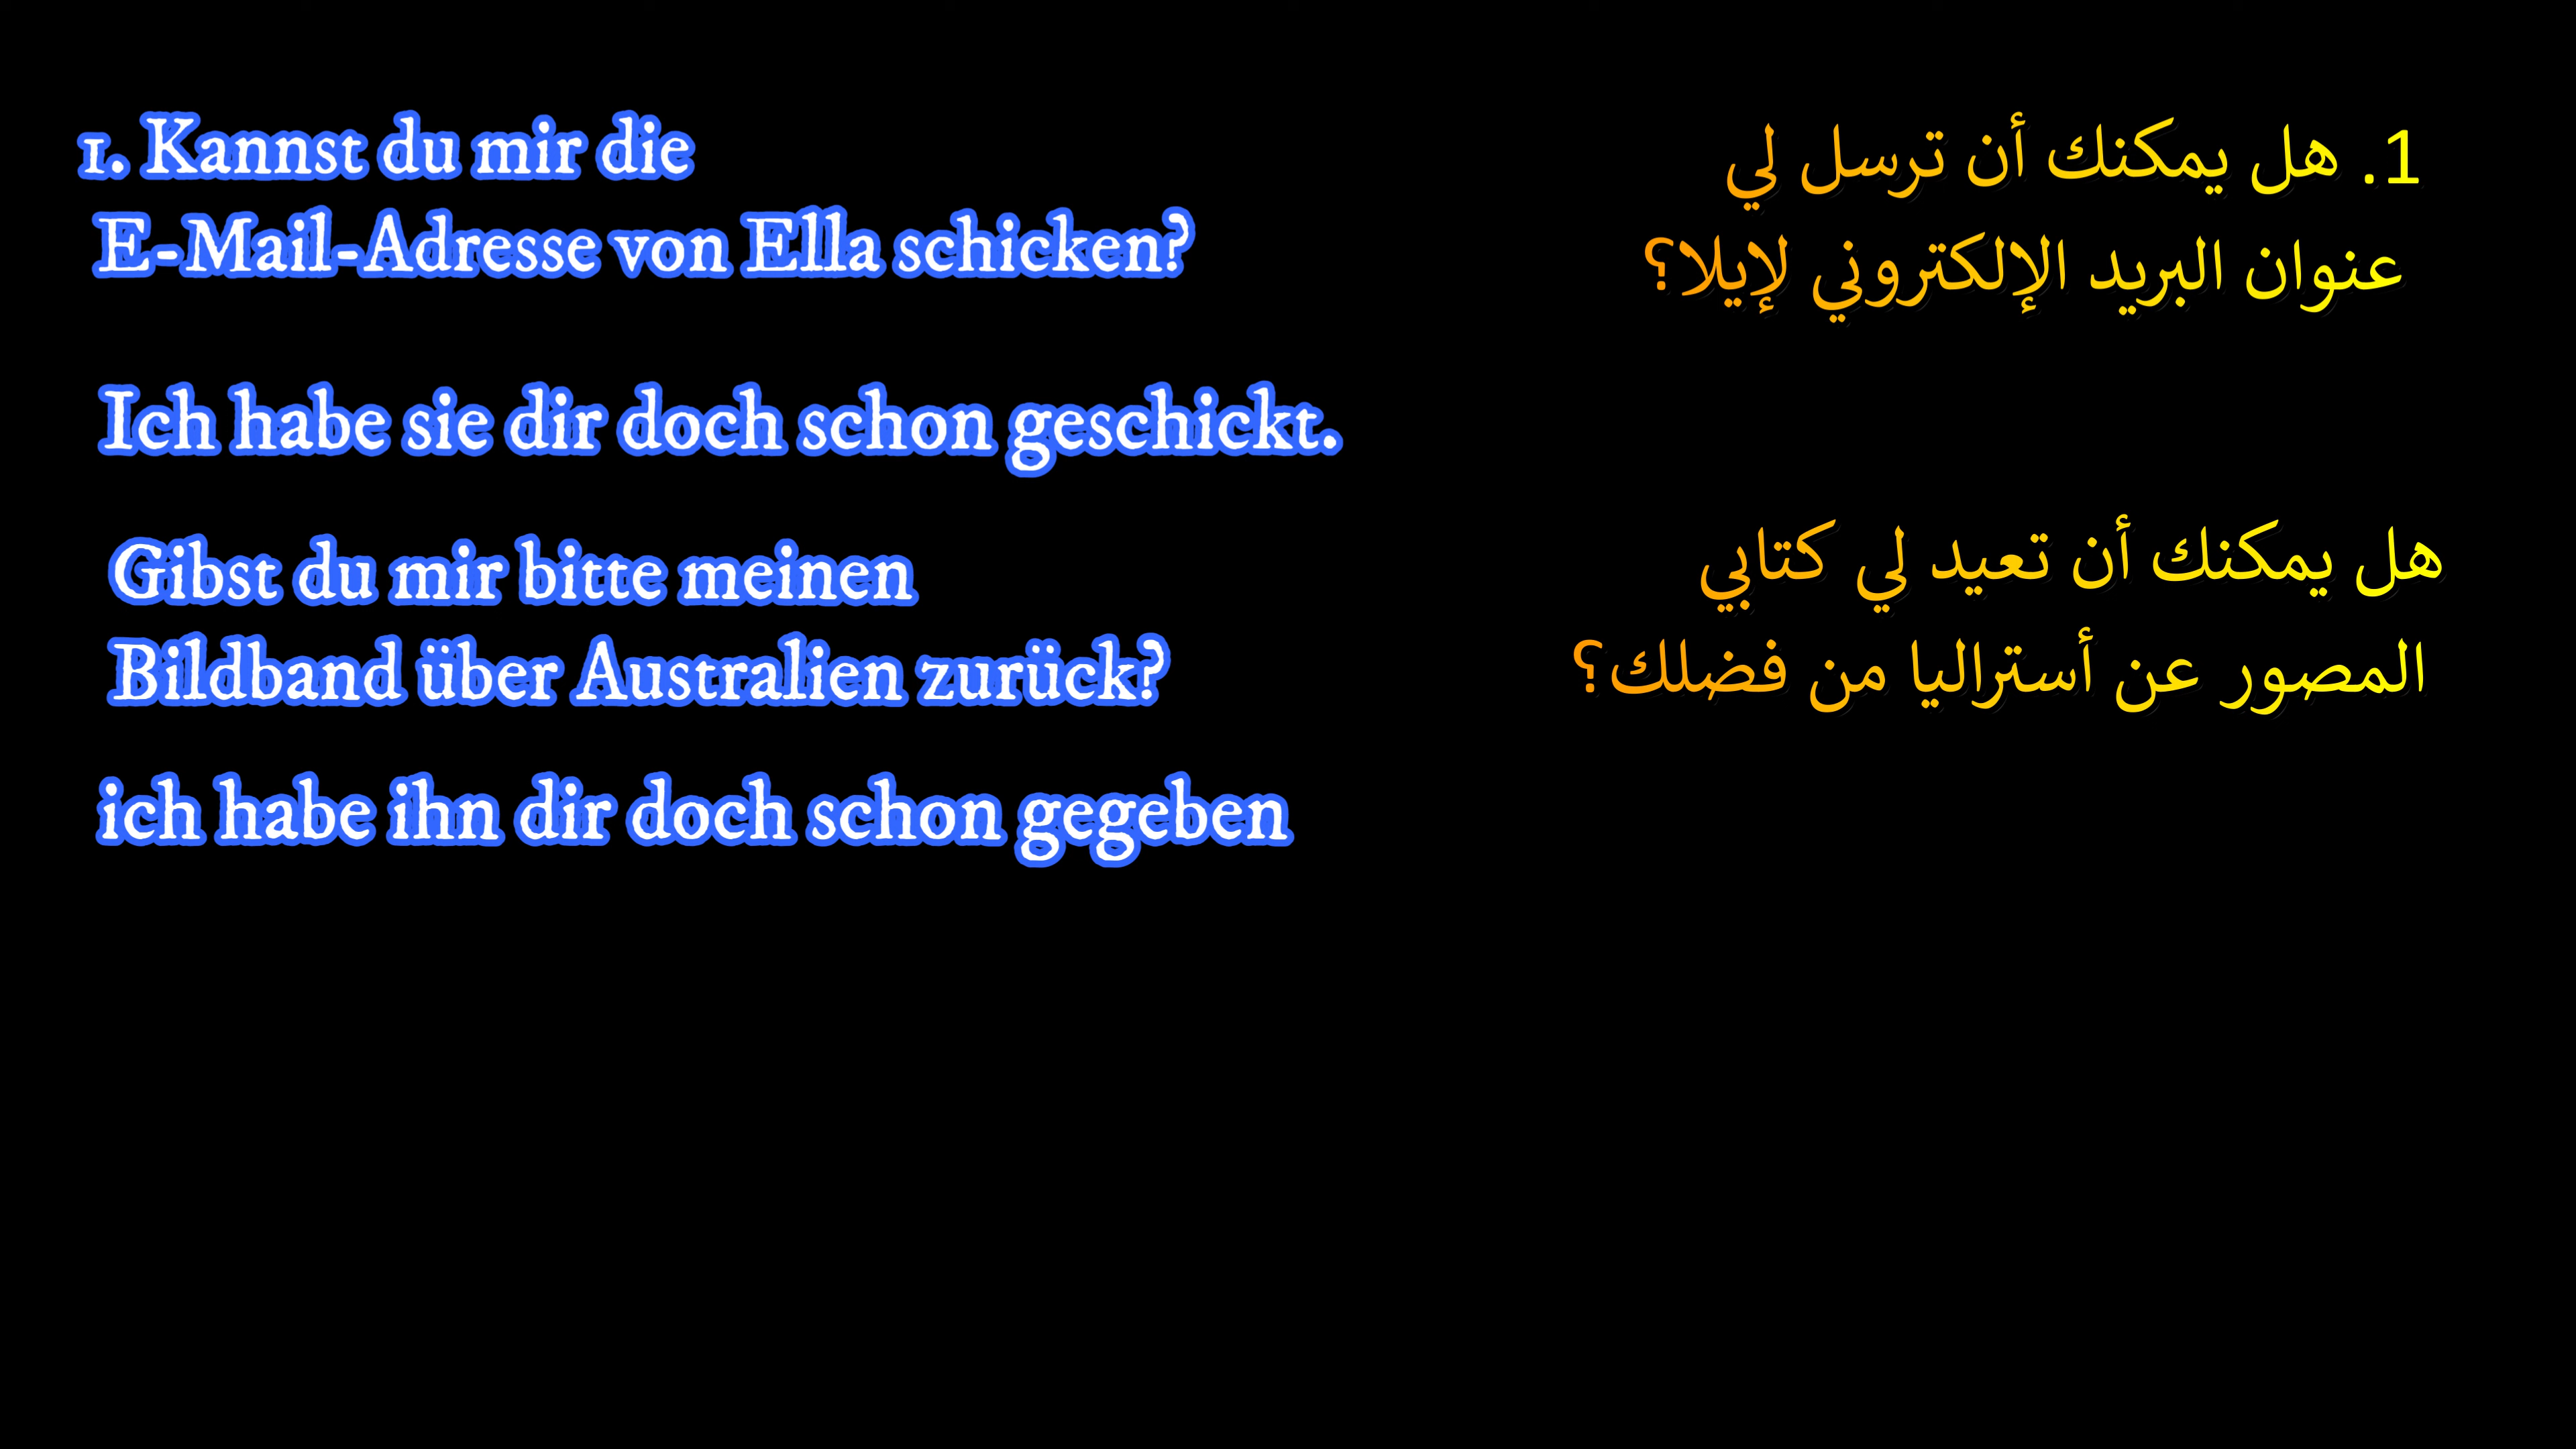 1. Kannst du mir die
E-Mail-Adresse von Ella schicken?
1. هل يمكنك أن ترسل لي
عنوان البريد الإلكتروني لإيلا؟
Ich habe sie dir doch schon geschickt.
Gibst du mir bitte meinen
Bildband über Australien zurück?
هل يمكنك أن تعيد لي كتابي
المصور عن أستراليا من فضلك؟
ich habe ihn dir doch schon gegeben